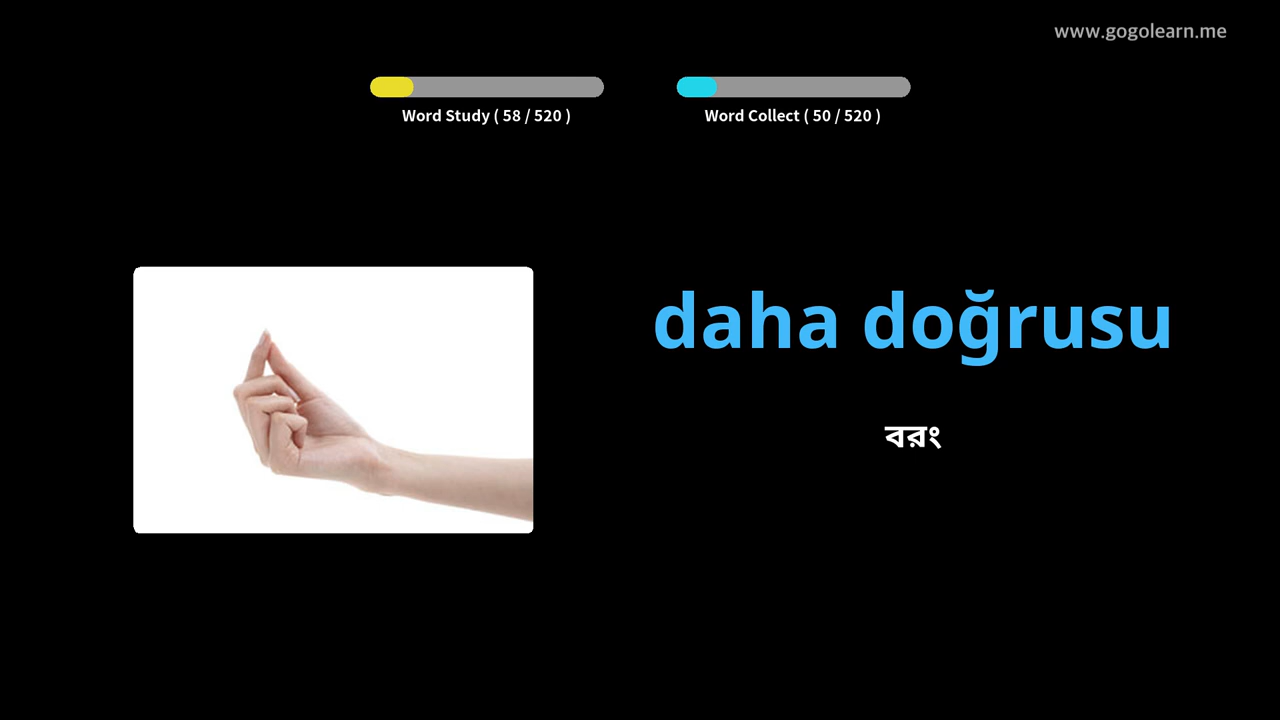 www.gogolearn.me
Word Study ( 58 / 520 )
Word Collect ( 50 / 520 )
daha doğrusu
বরং